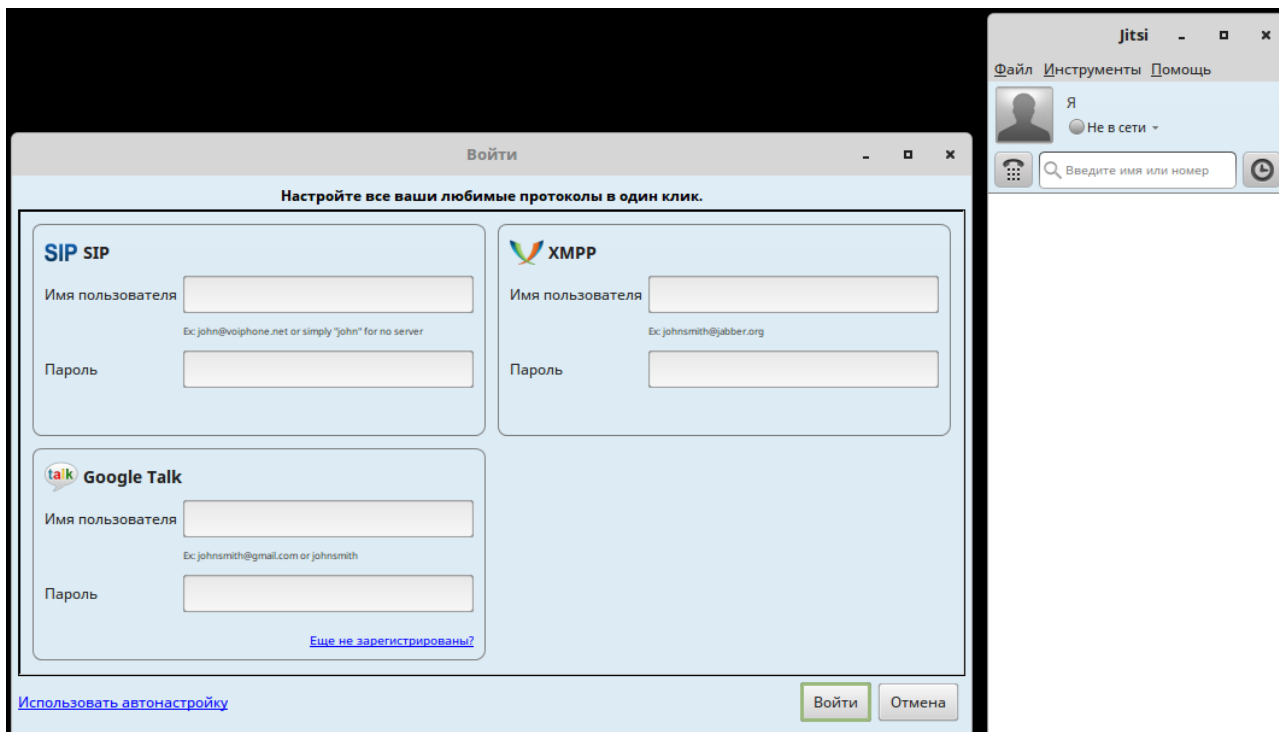 Jitsi
Файл Инструменты Помощь
Я
Не в сети
Введите имя или номер
Войти
Настройте все ваши любимые протоколы в один клик.
SIP SIP
Имя пользователя
Ex: john@voiphone.net or simply "john" for no server
Пароль
XMPP
Имя пользователя
Ex: johnsmith@jabber.org
Пароль
talk Google Talk
Имя пользователя
Ex: johnsmith@gmail.com or johnsmith
Пароль
Еще не зарегистрированы?
Использовать автонастройку
Войти
Отмена